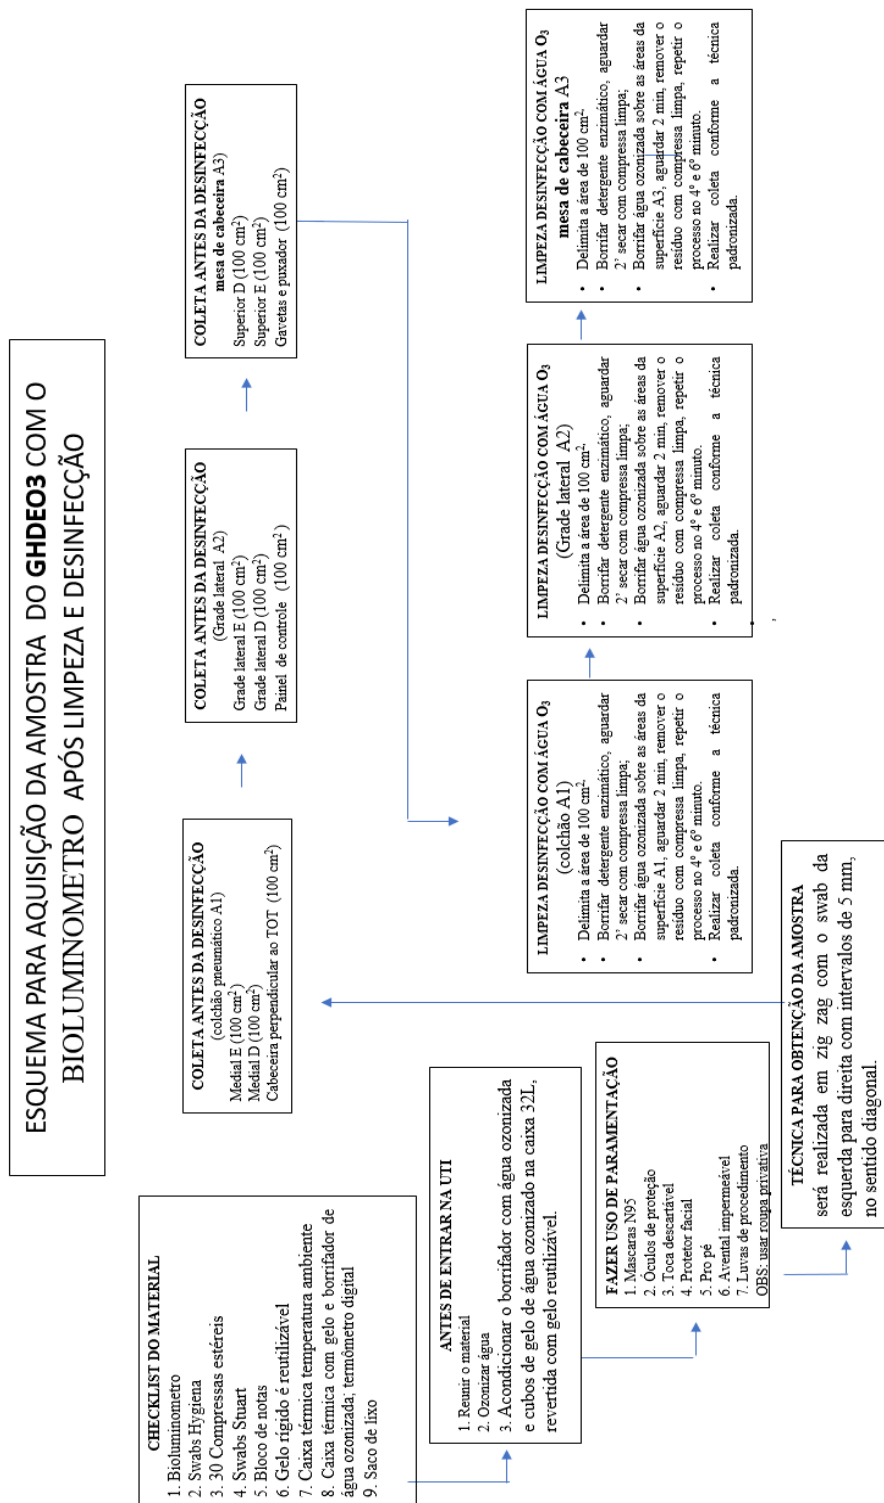 ESQUEMA PARA AQUISIÇÃO DA AMOSTRA DO GHDEO3 COM O
BIOLUMINOMETRO APÓS LIMPEZA E DESINFECÇÃO
CHECKLIST DO MATERIAL
1. Bioluminometro
2. Swabs Hygiena
3. 30 Compressas estéreis
4. Swabs Stuart
5. Bloco de notas
6. Gelo rígido é reutilizável
7. Caixa térmica temperatura ambiente
8. Caixa térmica com gelo e borrifador de
água ozonizada; termômetro digital
9. Saco de lixo
ANTES DE ENTRAR NA UTI
1. Reunir o material
2. Ozonizar água
3. Acondicionar o borrifador com água ozonizada
e cubos de gelo de água ozonizado na caixa 32L,
revertida com gelo reutilizável.
FAZER USO DE PARAMENTAÇÃO
1. Mascaras N95
2. Óculos de proteção
3. Toca descartável
4. Protetor facial
5. Pro pé
6. Avental impermeável
7. Luvas de procedimento
OBS: usar roupa privativa
TÉCNICA PARA OBTENÇÃO DA AMOSTRA
será realizada em zig zag com o swab da
esquerda para direita com intervalos de 5 mm,
no sentido diagonal.
COLETA ANTES DA DESINFECÇÃO
(colchão pneumático A1)
Medial E (100 cm²)
Medial D (100 cm²)
Cabeceira perpendicular ao TOT (100 cm²)
COLETA ANTES DA DESINFECÇÃO
(Grade lateral A2)
Grade lateral E (100 cm²)
Grade lateral D (100 cm²)
Painel de controle (100 cm²)
COLETA ANTES DA DESINFECÇÃO
mesa de cabeceira A3)
Superior D (100 cm²)
Superior E (100 cm²)
Gavetas e puxador (100 cm²)
LIMPEZA DESINFECÇÃO COM ÁGUA O₃
(colchão A1)
• Delimita a área de 100 cm².
• Borrifar detergente enzimático, aguardar
2' secar com compressa limpa;
• Borrifar água ozonizada sobre as áreas da
superfície A1, aguardar 2 min, remover o
resíduo com compressa limpa, repetir o
processo no 4º e 6º minuto.
• Realizar coleta conforme a técnica
padronizada.
LIMPEZA DESINFECÇÃO COM ÁGUA O₃
(Grade lateral A2)
• Delimita a área de 100 cm².
• Borrifar detergente enzimático, aguardar
2' secar com compressa limpa;
• Borrifar água ozonizada sobre as áreas da
superfície A2, aguardar 2 min, remover o
resíduo com compressa limpa, repetir o
processo no 4º e 6º minuto.
• Realizar coleta conforme a técnica
padronizada.
LIMPEZA DESINFECÇÃO COM ÁGUA O₃
mesa de cabeceira A3
• Delimita a área de 100 cm².
• Borrifar detergente enzimático, aguardar
2' secar com compressa limpa;
• Borrifar água ozonizada sobre as áreas da
superfície A3, aguardar 2 min, remover o
resíduo com compressa limpa, repetir o
processo no 4º e 6º minuto.
• Realizar coleta conforme a técnica
padronizada.